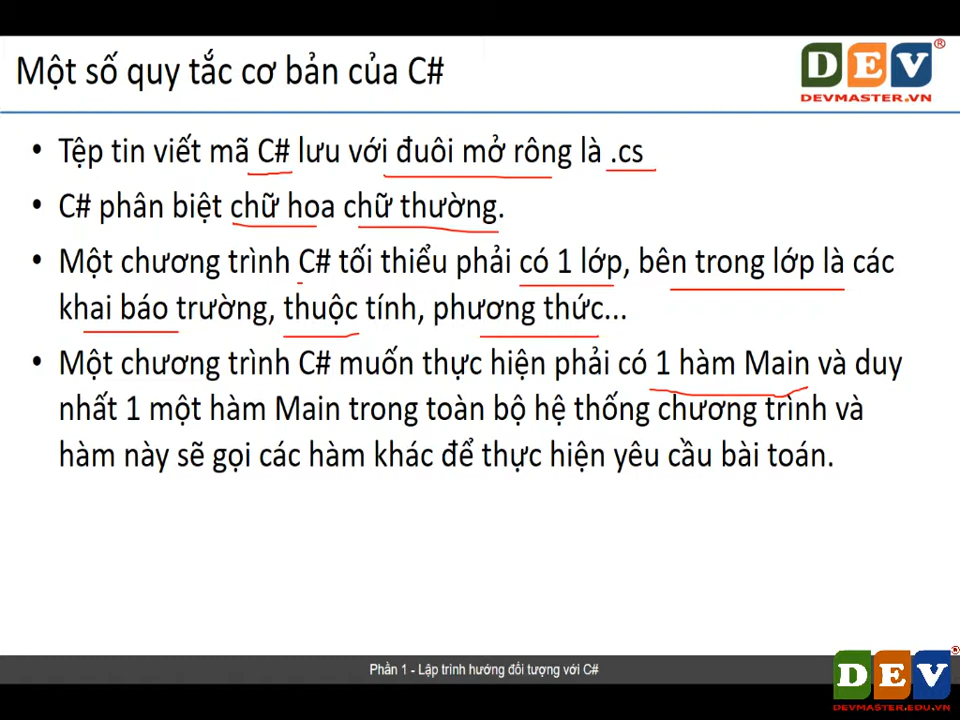 Một số quy tắc cơ bản của C#
DEV®
DEVMASTER.VN
• Tệp tin viết mã C# lưu với đuôi mở rông là .cs
• C# phân biệt chữ hoa chữ thường.
• Một chương trình C# tối thiểu phải có 1 lớp, bên trong lớp là các
khai báo trường, thuộc tính, phương thức...
• Một chương trình C# muốn thực hiện phải có 1 hàm Main và duy
nhất 1 một hàm Main trong toàn bộ hệ thống chương trình và
hàm này sẽ gọi các hàm khác để thực hiện yêu cầu bài toán.
Phần 1 - Lập trình hướng đối tượng với C#
DEV®
DEVMASTER.EDU.VN